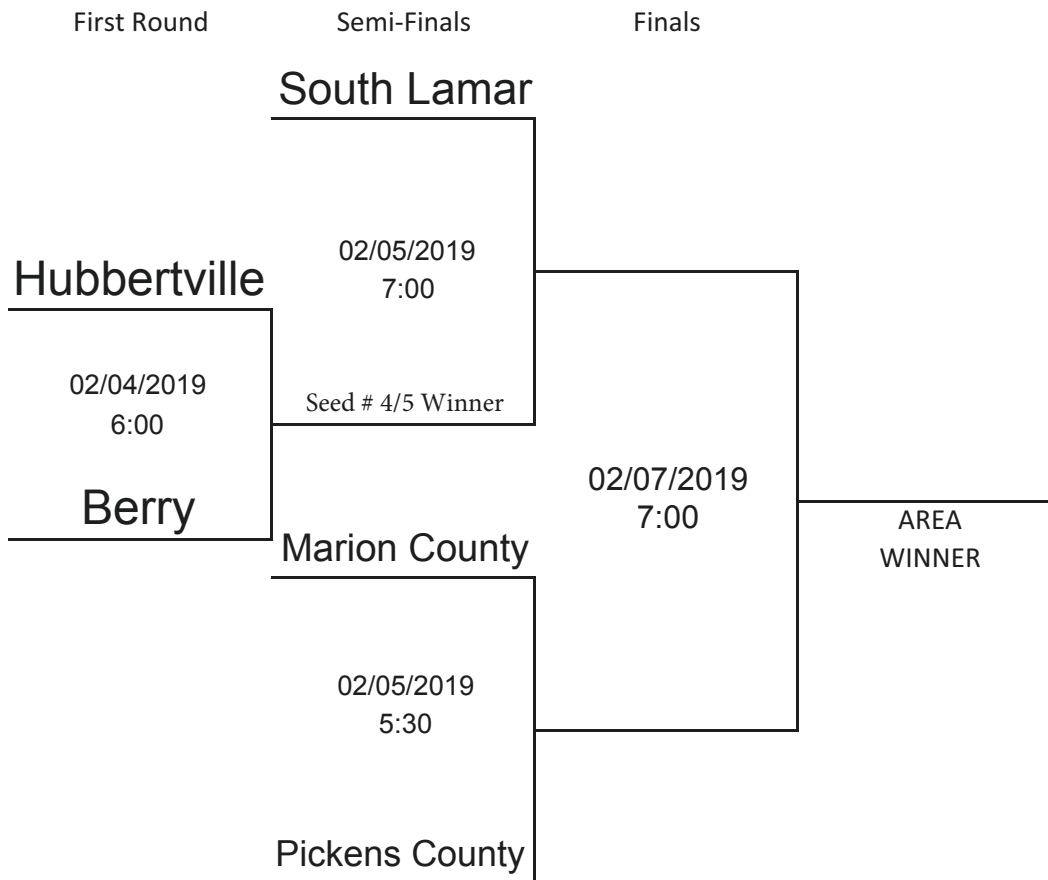 First Round
Semi-Finals
Finals
South Lamar
02/05/2019
7:00
Hubbertville
02/04/2019
6:00
Seed # 4/5 Winner
Berry
02/07/2019
7:00
AREA
WINNER
Marion County
02/05/2019
5:30
Pickens County